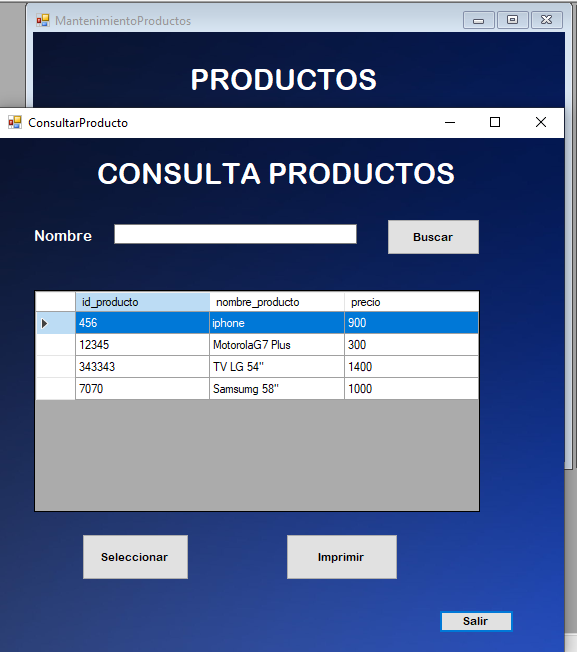 MantenimientoProductos
PRODUCTOS
ConsultarProducto
CONSULTA PRODUCTOS
Nombre Buscar
id_producto nombre_producto precio
456 iphone 900
12345 MotorolaG7 Plus 300
343343 TV LG 54" 1400
7070 Samsumg 58" 1000
Seleccionar Imprimir
Salir